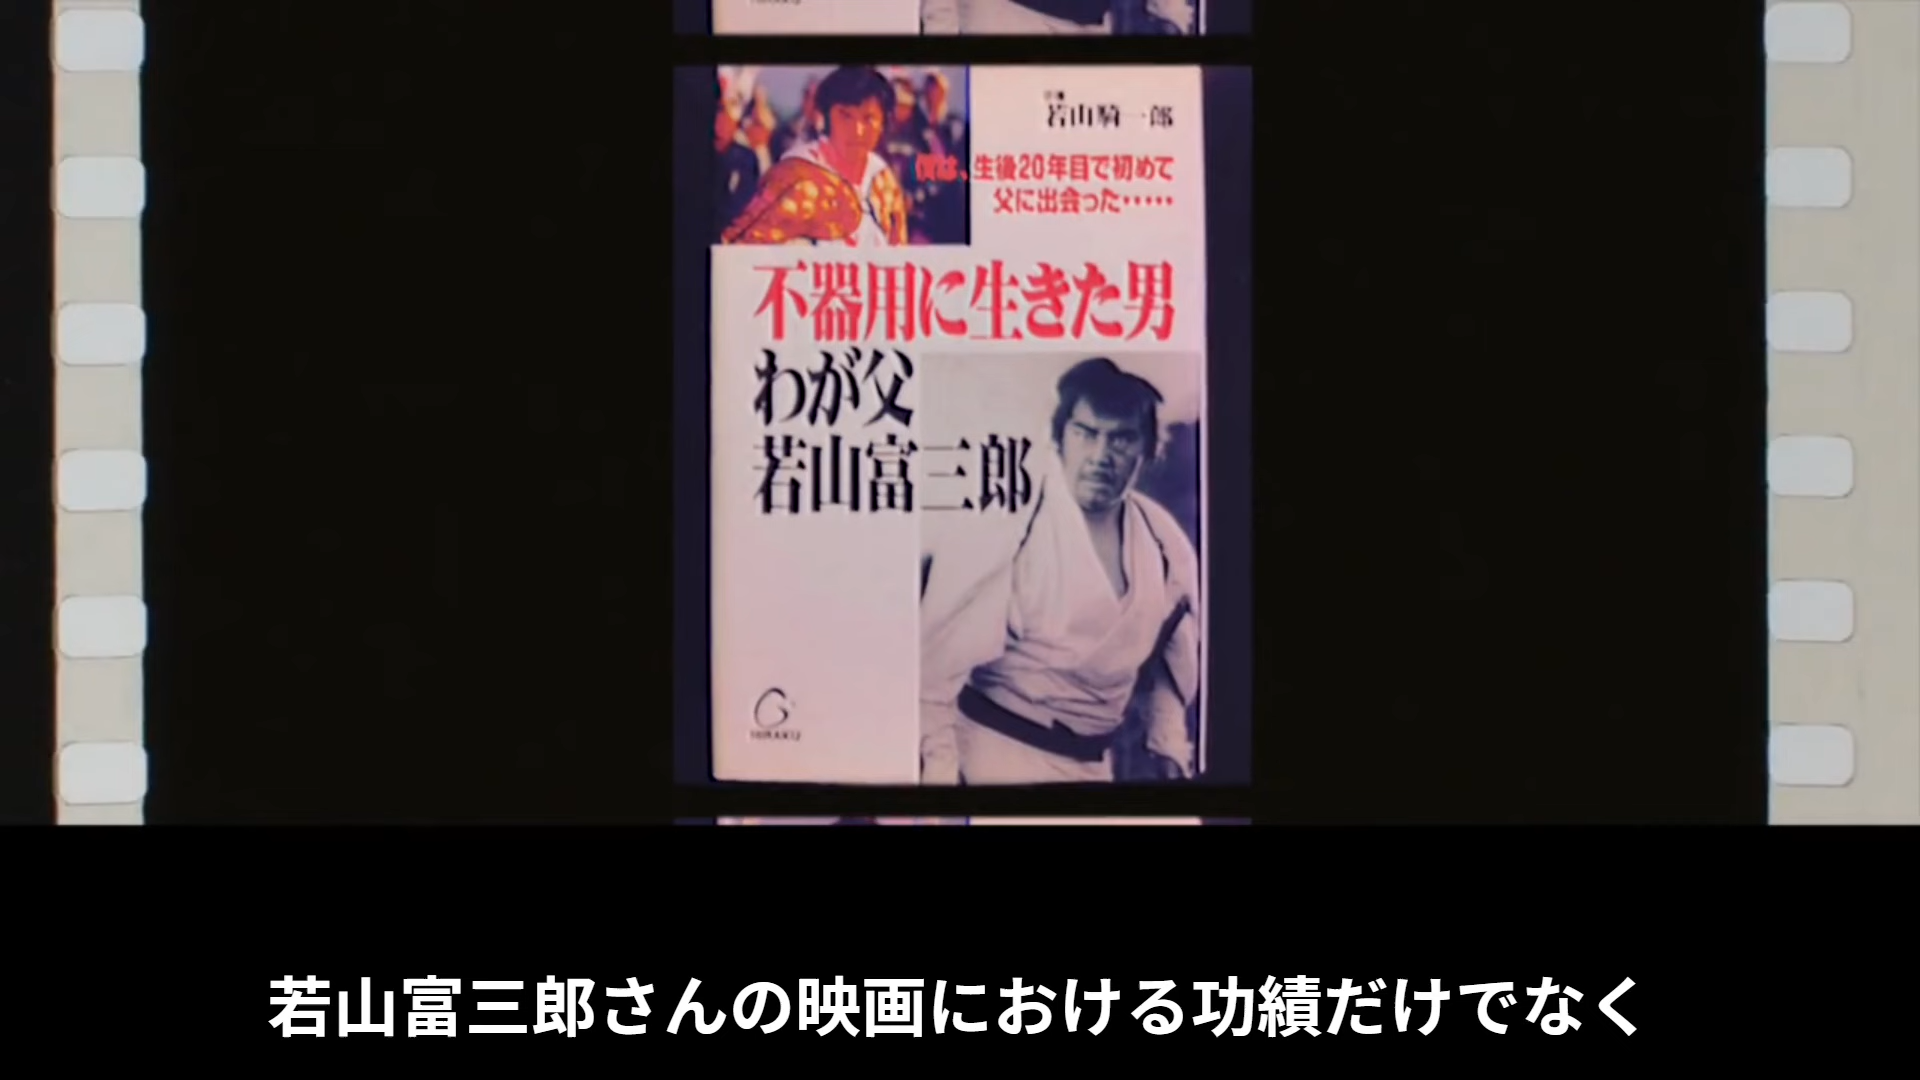 若山騎一郎
僕は、生後20年目で初めて
父に出会った・・・・・
不器用に生きた男
わが父
若山富三郎
若山富三郎さんの映画における功績だけでなく